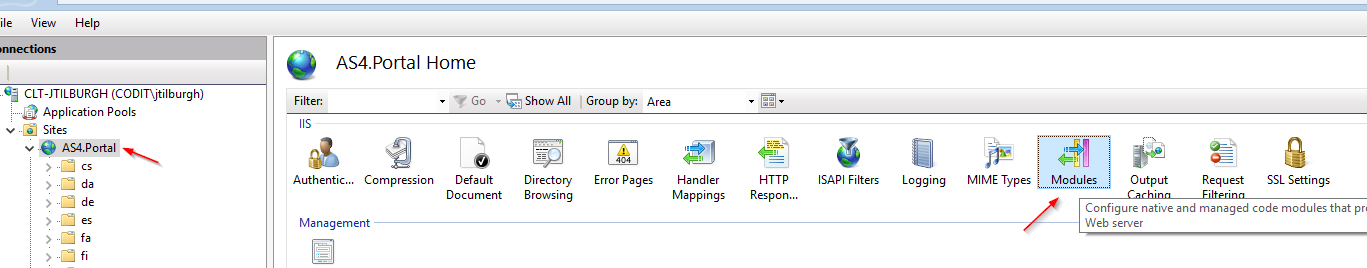 ile View Help
onnections
CLT-JTILBURGH (CODIT\jtilburgh)
Application Pools
Sites
AS4.Portal
cs
da
de
es
fa
fi
AS4.Portal Home
Filter: Go Show All Group by: Area
IIS
Authentic... Compression Default Document Directory Browsing Error Pages Handler Mappings HTTP Respon... ISAPI Filters Logging MIME Types Modules Output Caching Request Filtering SSL Settings
404
Configure native and managed code modules that pro
Web server
Management